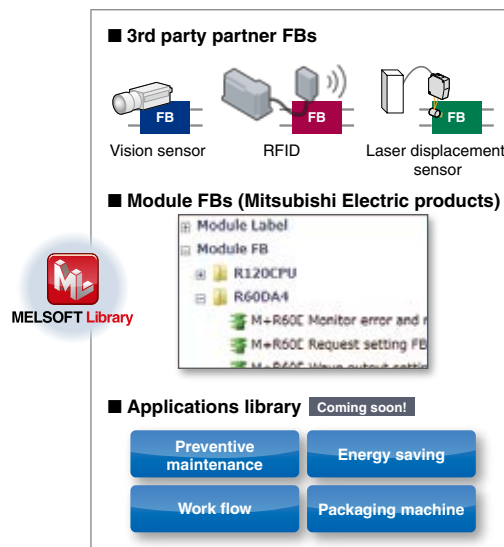 ■ 3rd party partner FBs
FB
FB
FB
Vision sensor
RFID
Laser displacement
sensor
■ Module FBs (Mitsubishi Electric products)
Module Label
Module FB
R120CPU
R60DA4
Monitor error and
Request setting FB
ML
MELSOFT Library
■ Applications library Coming soon!
Preventive
maintenance
Energy saving
Work flow
Packaging machine